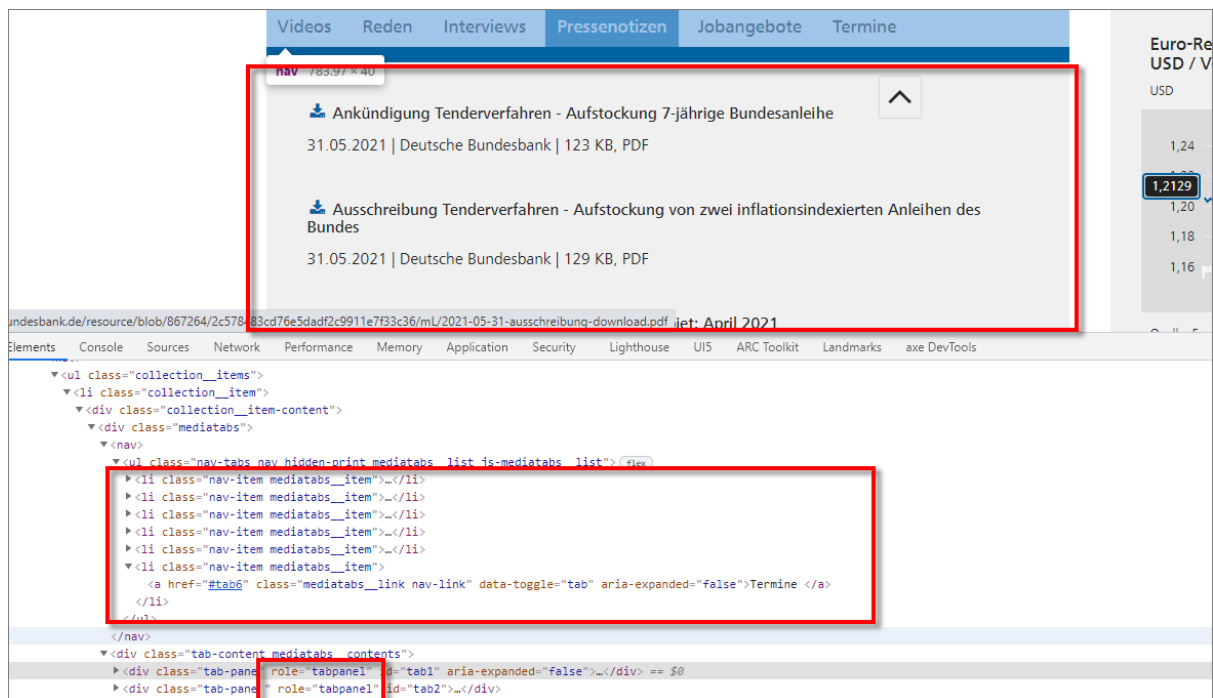 Videos Reden Interviews Pressenotizen Jobangebote Termine
Euro-Re
USD / V
nav 783.97 × 40
USD
Ankündigung Tenderverfahren - Aufstockung 7-jährige Bundesanleihe
31.05.2021 | Deutsche Bundesbank | 123 KB, PDF
1,24
1,2129
1,20
Ausschreibung Tenderverfahren - Aufstockung von zwei inflationsindexierten Anleihen des
Bundes
1,18
31.05.2021 | Deutsche Bundesbank | 129 KB, PDF
1,16
undesbank.de/resource/blob/867264/2c578483cd76e5dadf2c9911e7f33c36/mL/2021-05-31-ausschreibung-download.pdf iet: April 2021
Elements Console Sources Network Performance Memory Application Security Lighthouse UI5 ARC Toolkit Landmarks axe DevTools
▼<ul class="collection__items">
▼<li class="collection__item">
▼<div class="collection__item-content">
▼<div class="mediatabs">
▼<nav>
▼<ul class="nav-tabs nav hidden-print mediatabs__list js-mediatabs__list"> flex
▶<li class="nav-item mediatabs__item">…</li>
▶<li class="nav-item mediatabs__item">…</li>
▶<li class="nav-item mediatabs__item">…</li>
▶<li class="nav-item mediatabs__item">…</li>
▶<li class="nav-item mediatabs__item">…</li>
▼<li class="nav-item mediatabs__item">
<a href="#tab6" class="mediatabs__link nav-link" data-toggle="tab" aria-expanded="false">Termine </a>
</li>
</ul>
</nav>
▼<div class="tab-content mediatabs__contents">
▶<div class="tab-pane" role="tabpanel" id="tab1" aria-expanded="false">…</div> == $0
▶<div class="tab-pane " role="tabpanel" id="tab2">…</div>